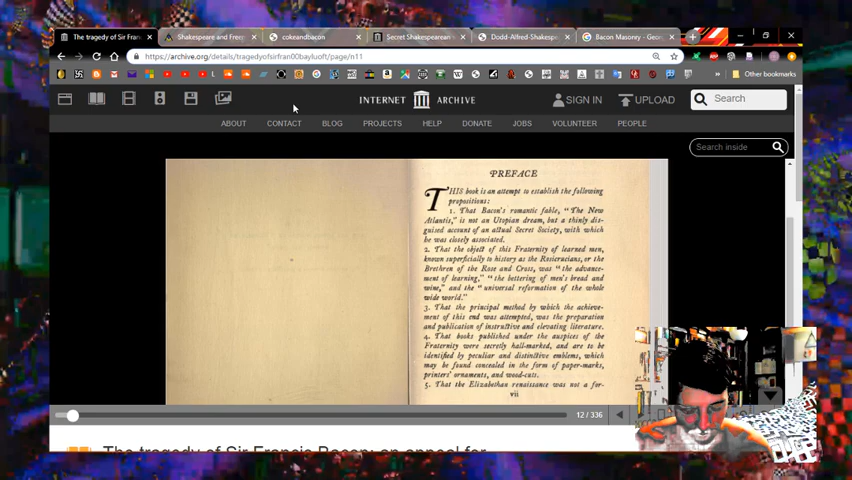 The tragedy of Sir Fran
Shakespeare and Freem
cokeandbacon
Secret Shakespearean
Dodd-Alfred-Shakesp
Bacon Masonry - Geor
https://archive.org/details/tragedyofsirfran00bayluoft/page/n11
Other bookmarks
INTERNET ARCHIVE
SIGN IN
UPLOAD
Search
ABOUT CONTACT BLOG PROJECTS HELP DONATE JOBS VOLUNTEER PEOPLE
Search inside
PREFACE
THIS book is an attempt to establish the following
propositions:
1. That Bacon's romantic fable, "The New
Atlantis," is not an Utopian dream, but a thinly dis-
guised account of an actual Secret Society, with which
he was closely associated.
2. That the object of this Fraternity of learned men,
known superficially to history as the Rosicrucians, or the
Brethren of the Rose and Cross, was "the advance-
ment of learning," "the bettering of men's bread and
wine," and the "universal reformation of the whole
wide world."
3. That the principal method by which the achieve-
ment of this end was attempted, was the preparation
and publication of instructive and elevating literature.
4. That books published under the auspices of the
Fraternity were secretly hall-marked, and are to be
identified by peculiar and distinctive emblems, which
may be found concealed in the form of paper-marks,
printers' ornaments, and wood-cuts.
5. That the Elizabethan renaissance was not a for-
vii
12 / 336
The tragedy of Sir Francis Bacon; an appeal for